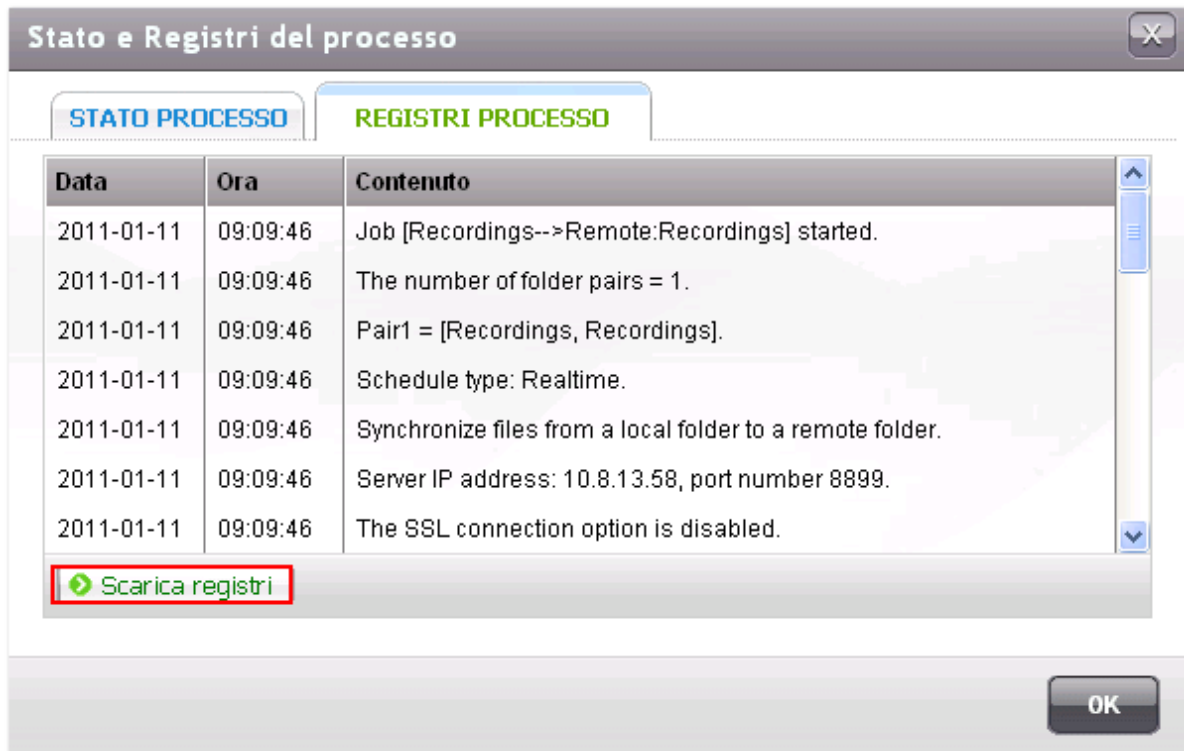 Stato e Registri del processo
X
STATO PROCESSO REGISTRI PROCESSO
Data Ora Contenuto
2011-01-11 09:09:46 Job [Recordings-->Remote:Recordings] started.
2011-01-11 09:09:46 The number of folder pairs = 1.
2011-01-11 09:09:46 Pair1 = [Recordings, Recordings].
2011-01-11 09:09:46 Schedule type: Realtime.
2011-01-11 09:09:46 Synchronize files from a local folder to a remote folder.
2011-01-11 09:09:46 Server IP address: 10.8.13.58, port number 8899.
2011-01-11 09:09:46 The SSL connection option is disabled.
Scarica registri
OK